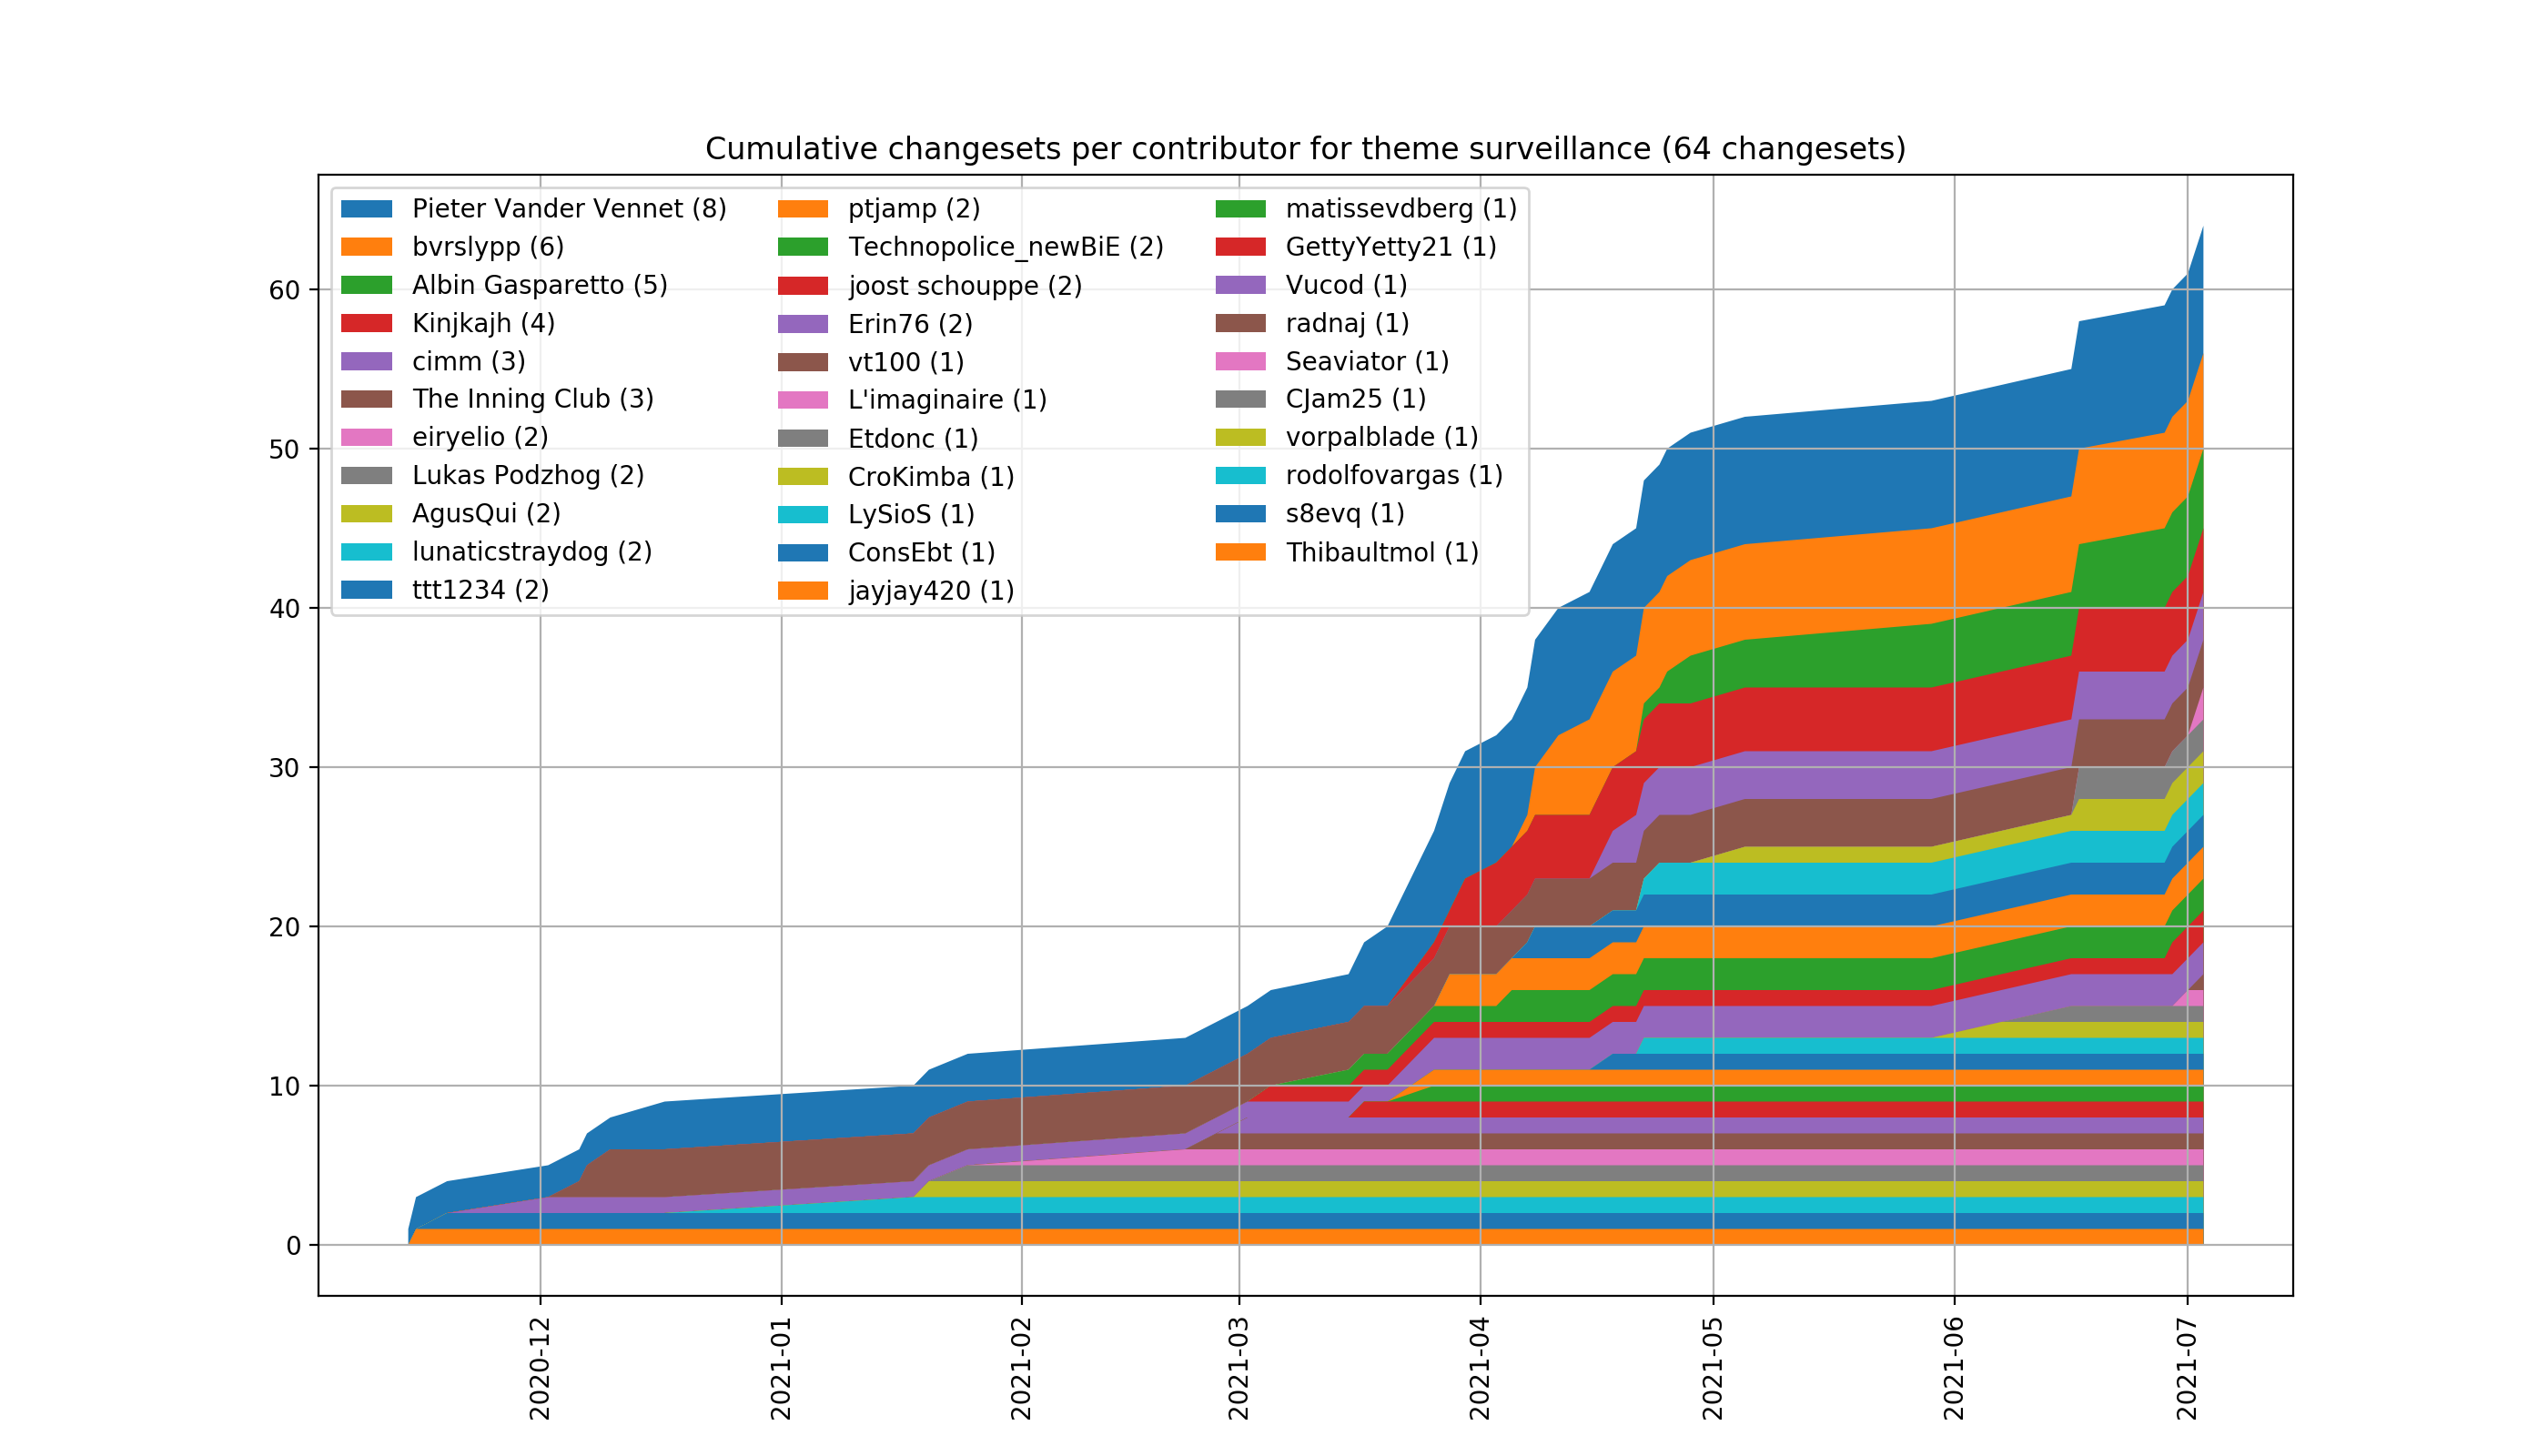 Cumulative changesets per contributor for theme surveillance (64 changesets)
Pieter Vander Vennet (8)
bvrslypp (6)
Albin Gasparetto (5)
Kinjkajh (4)
cimm (3)
The Inning Club (3)
eiryelio (2)
Lukas Podzhog (2)
AgusQui (2)
lunaticstraydog (2)
ttt1234 (2)
ptjamp (2)
Technopolice_newBiE (2)
joost schouppe (2)
Erin76 (2)
vt100 (1)
L'imaginaire (1)
Etdonc (1)
CroKimba (1)
LySioS (1)
ConsEbt (1)
jayjay420 (1)
matissevdberg (1)
GettyYetty21 (1)
Vucod (1)
radnaj (1)
Seaviator (1)
CJam25 (1)
vorpalblade (1)
rodolfovargas (1)
s8evq (1)
Thibaultmol (1)
60
50
40
30
20
10
0
2020-12
2021-01
2021-02
2021-03
2021-04
2021-05
2021-06
2021-07